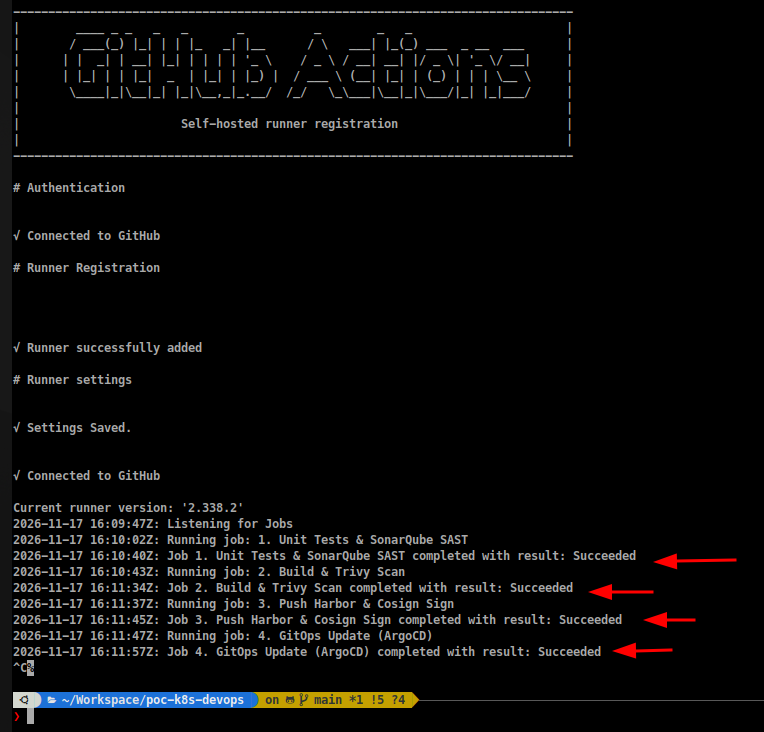 GitHub Actions
Self-hosted runner registration
# Authentication
√ Connected to GitHub
# Runner Registration
√ Runner successfully added
# Runner settings
√ Settings Saved.
√ Connected to GitHub
Current runner version: '2.338.2'
2026-11-17 16:09:47Z: Listening for Jobs
2026-11-17 16:10:02Z: Running job: 1. Unit Tests & SonarQube SAST
2026-11-17 16:10:40Z: Job 1. Unit Tests & SonarQube SAST completed with result: Succeeded
2026-11-17 16:10:43Z: Running job: 2. Build & Trivy Scan
2026-11-17 16:11:34Z: Job 2. Build & Trivy Scan completed with result: Succeeded
2026-11-17 16:11:37Z: Running job: 3. Push Harbor & Cosign Sign
2026-11-17 16:11:45Z: Job 3. Push Harbor & Cosign Sign completed with result: Succeeded
2026-11-17 16:11:47Z: Running job: 4. GitOps Update (ArgoCD)
2026-11-17 16:11:57Z: Job 4. GitOps Update (ArgoCD) completed with result: Succeeded
^C%
~/Workspace/poc-k8s-devops on main *1 !5 ?4
❯